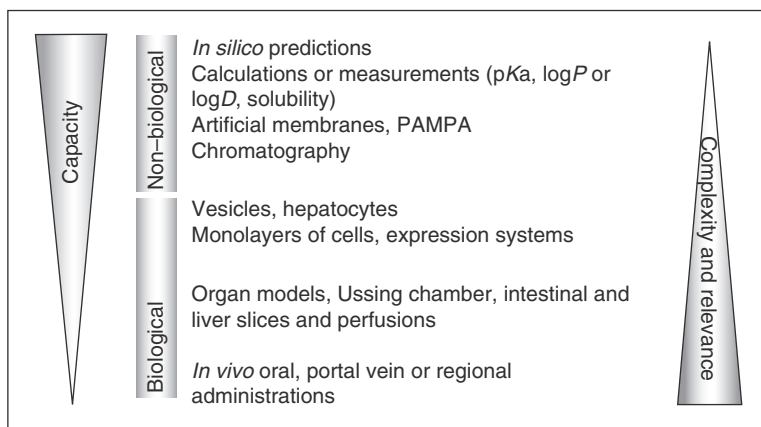 Capacity
Non–biological
In silico predictions
Calculations or measurements (pKa, logP or
logD, solubility)
Artificial membranes, PAMPA
Chromatography
Biological
Vesicles, hepatocytes
Monolayers of cells, expression systems
Organ models, Ussing chamber, intestinal and
liver slices and perfusions
In vivo oral, portal vein or regional
administrations
Complexity and relevance